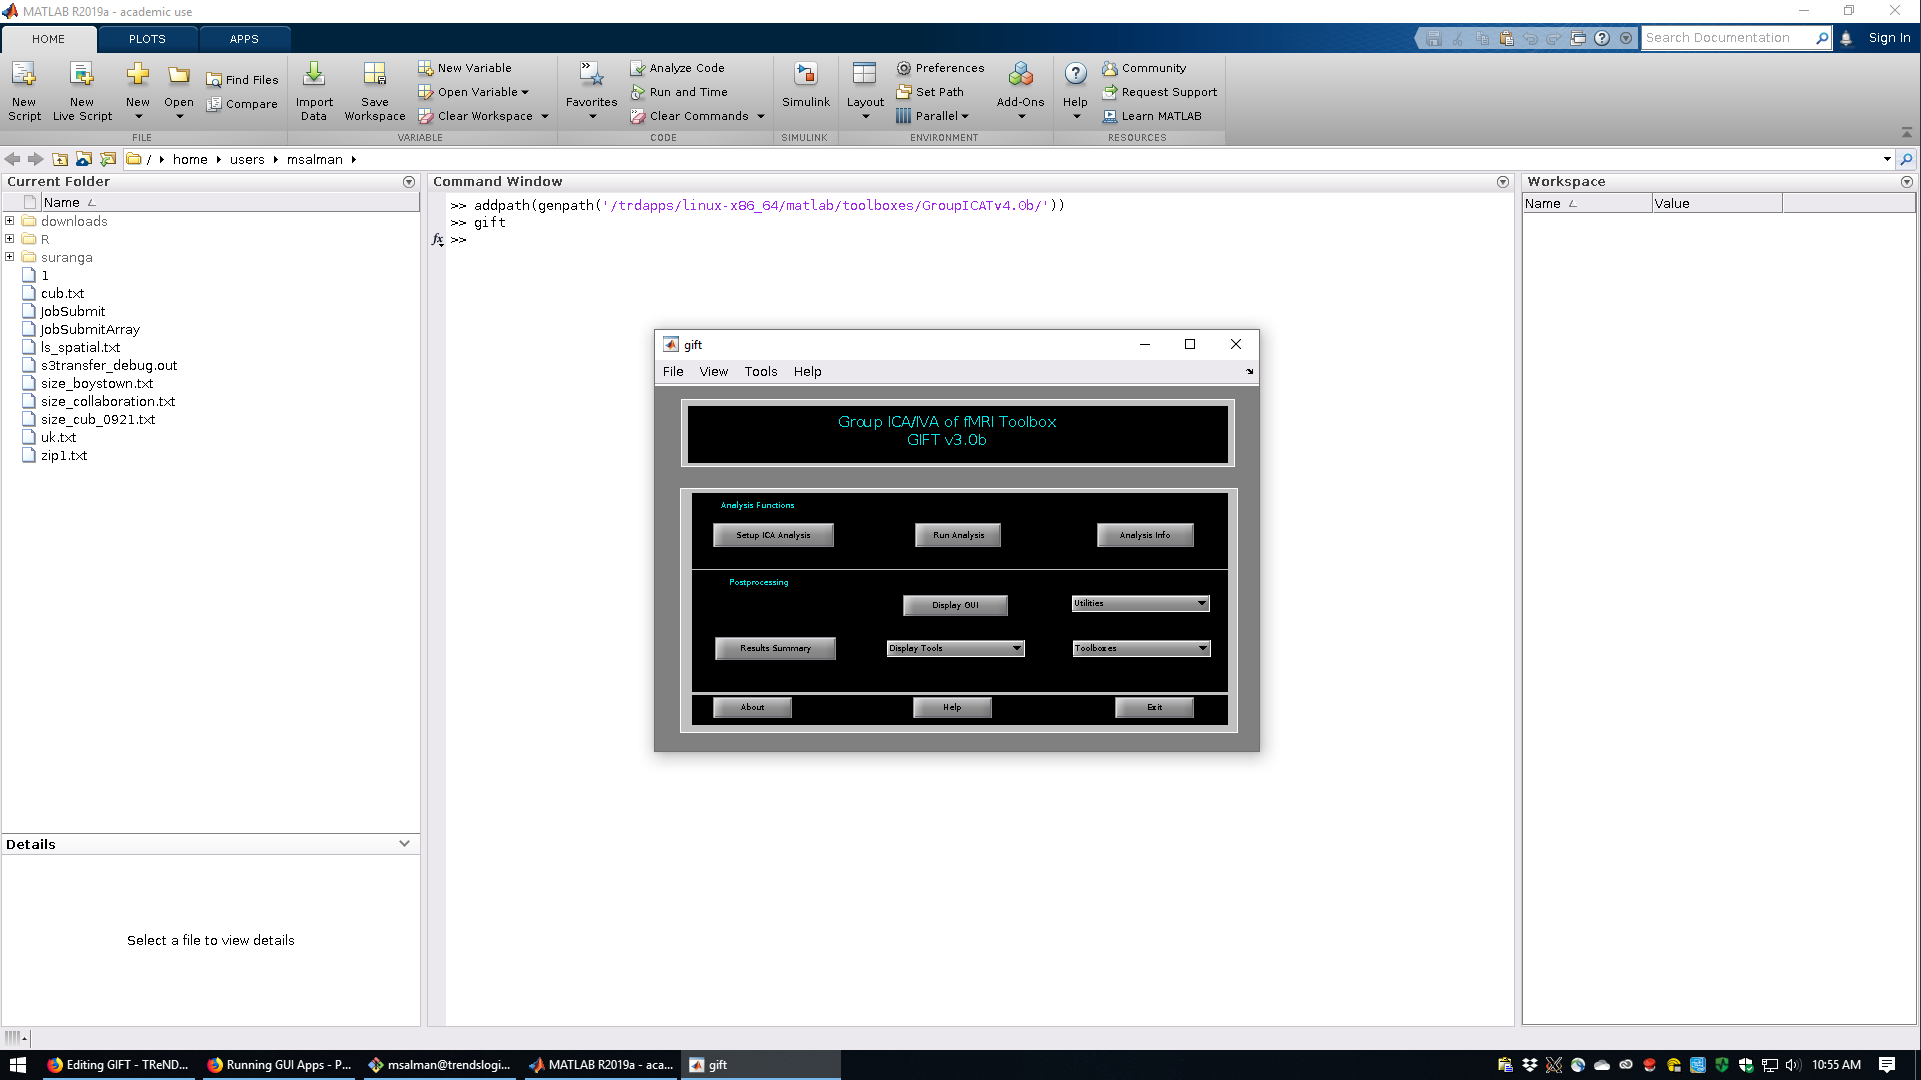 MATLAB R2019a - academic use
HOME PLOTS APPS
Search Documentation
Sign In
New Script
New Live Script
New
Open
Find Files
Compare
FILE
Import Data
Save Workspace
New Variable
Open Variable
Clear Workspace
VARIABLE
Favorites
Analyze Code
Run and Time
Clear Commands
CODE
Simulink
SIMULINK
Layout
Preferences
Set Path
Parallel
Add-Ons
ENVIRONMENT
Help
Community
Request Support
Learn MATLAB
RESOURCES
/ home users msalman
Current Folder
Name
downloads
R
suranga
1
cub.txt
JobSubmit
JobSubmitArray
ls_spatial.txt
s3transfer_debug.out
size_boystown.txt
size_collaboration.txt
size_cub_0921.txt
uk.txt
zip1.txt
Details
Select a file to view details
Command Window
>> addpath(genpath('/trdapps/linux-x86_64/matlab/toolboxes/GroupICATv4.0b/'))
>> gift
fx >>
Workspace
Name Value
gift
File View Tools Help
Group ICA/IVA of fMRI Toolbox
GIFT v3.0b
Analysis Functions
Setup ICA Analysis
Run Analysis
Analysis Info
Postprocessing
Display GUI
Utilities
Results Summary
Display Tools
Toolboxes
About
Help
Exit
Editing GIFT - TReND...
Running GUI Apps - P...
msalman@trendslogi...
MATLAB R2019a - aca...
gift
10:55 AM